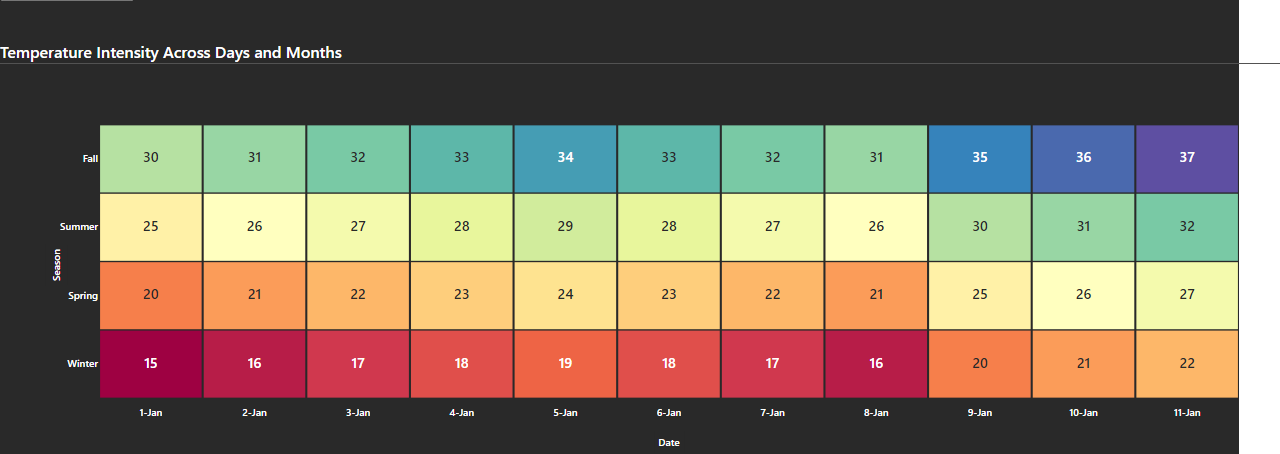 Temperature Intensity Across Days and Months
Fall 30 31 32 33 34 33 32 31 35 36 37
Summer 25 26 27 28 29 28 27 26 30 31 32
Season
Spring 20 21 22 23 24 23 22 21 25 26 27
Winter 15 16 17 18 19 18 17 16 20 21 22
1-Jan 2-Jan 3-Jan 4-Jan 5-Jan 6-Jan 7-Jan 8-Jan 9-Jan 10-Jan 11-Jan
Date